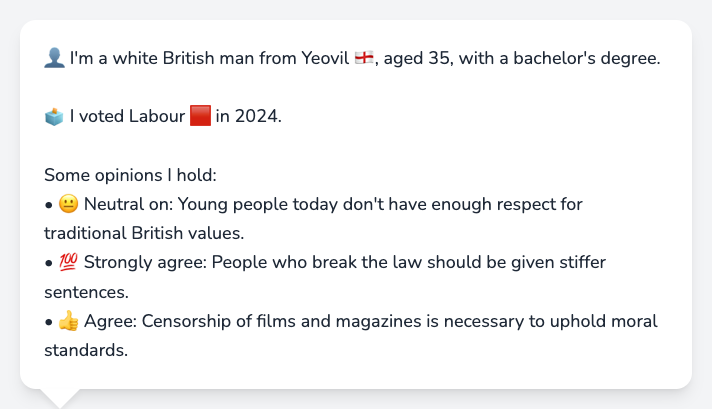 👤 I'm a white British man from Yeovil 🏴󠁧󠁢󠁥󠁮󠁧󠁿, aged 35, with a bachelor's degree.
🗳️ I voted Labour 🟥 in 2024.
Some opinions I hold:
• 😐 Neutral on: Young people today don't have enough respect for
traditional British values.
• 💯 Strongly agree: People who break the law should be given stiffer
sentences.
• 👍 Agree: Censorship of films and magazines is necessary to uphold moral
standards.